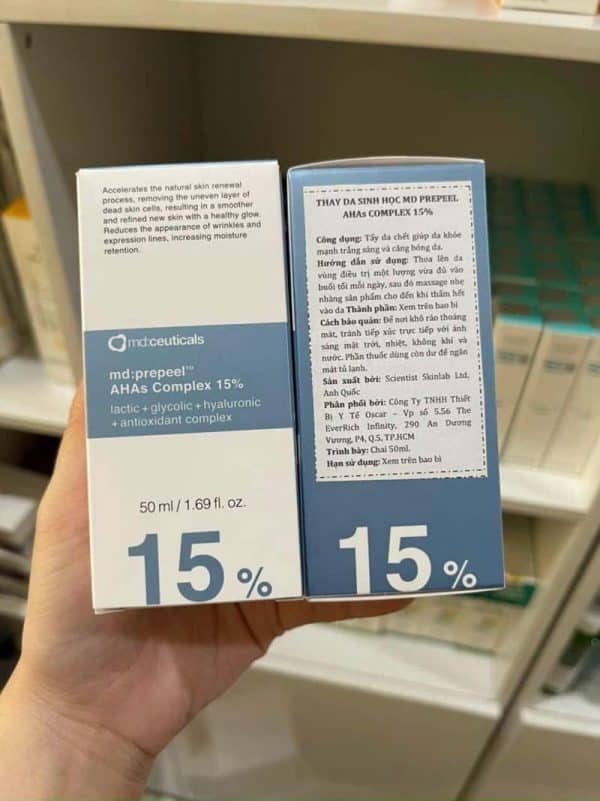 Accelerates the natural skin renewal
process, removing the uneven layer of
dead skin cells, resulting in a smoother
and refined new skin with a healthy glow.
Reduces the appearance of wrinkles and
expression lines, increasing moisture
retention.
md:ceuticals
md:prepeel™
AHAs Complex 15%
lactic + glycolic + hyaluronic
+ antioxidant complex
50 ml / 1.69 fl. oz.
15%
THAY DA SINH HỌC MD PREPEEL
AHAs COMPLEX 15%
Công dụng: Tẩy da chết giúp da khỏe
mạnh trắng sáng và căng bóng da.
Hướng dẫn sử dụng: Thoa lên da
vùng điều trị một lượng vừa đủ vào
buổi tối mỗi ngày, sau đó massage nhẹ
nhàng sản phẩm cho đến khi thấm hết
vào da Thành phần: Xem trên bao bì
Cách bảo quản: Để nơi khô ráo thoáng
mát, tránh tiếp xúc trực tiếp với ánh
sáng mặt trời, nhiệt, không khí và
nước. Phần thuốc dùng còn dư để ngăn
mát tủ lạnh.
Sản xuất bởi: Scientist Skinlab Ltd,
Anh Quốc
Phân phối bởi: Công Ty TNHH Thiết
Bị Y Tế Oscar – Vp số 5.56 The
EverRich Infinity, 290 An Dương
Vương, P4, Q.5, TP.HCM
Trình bày: Chai 50ml.
Hạn sử dụng: Xem trên bao bì
15%